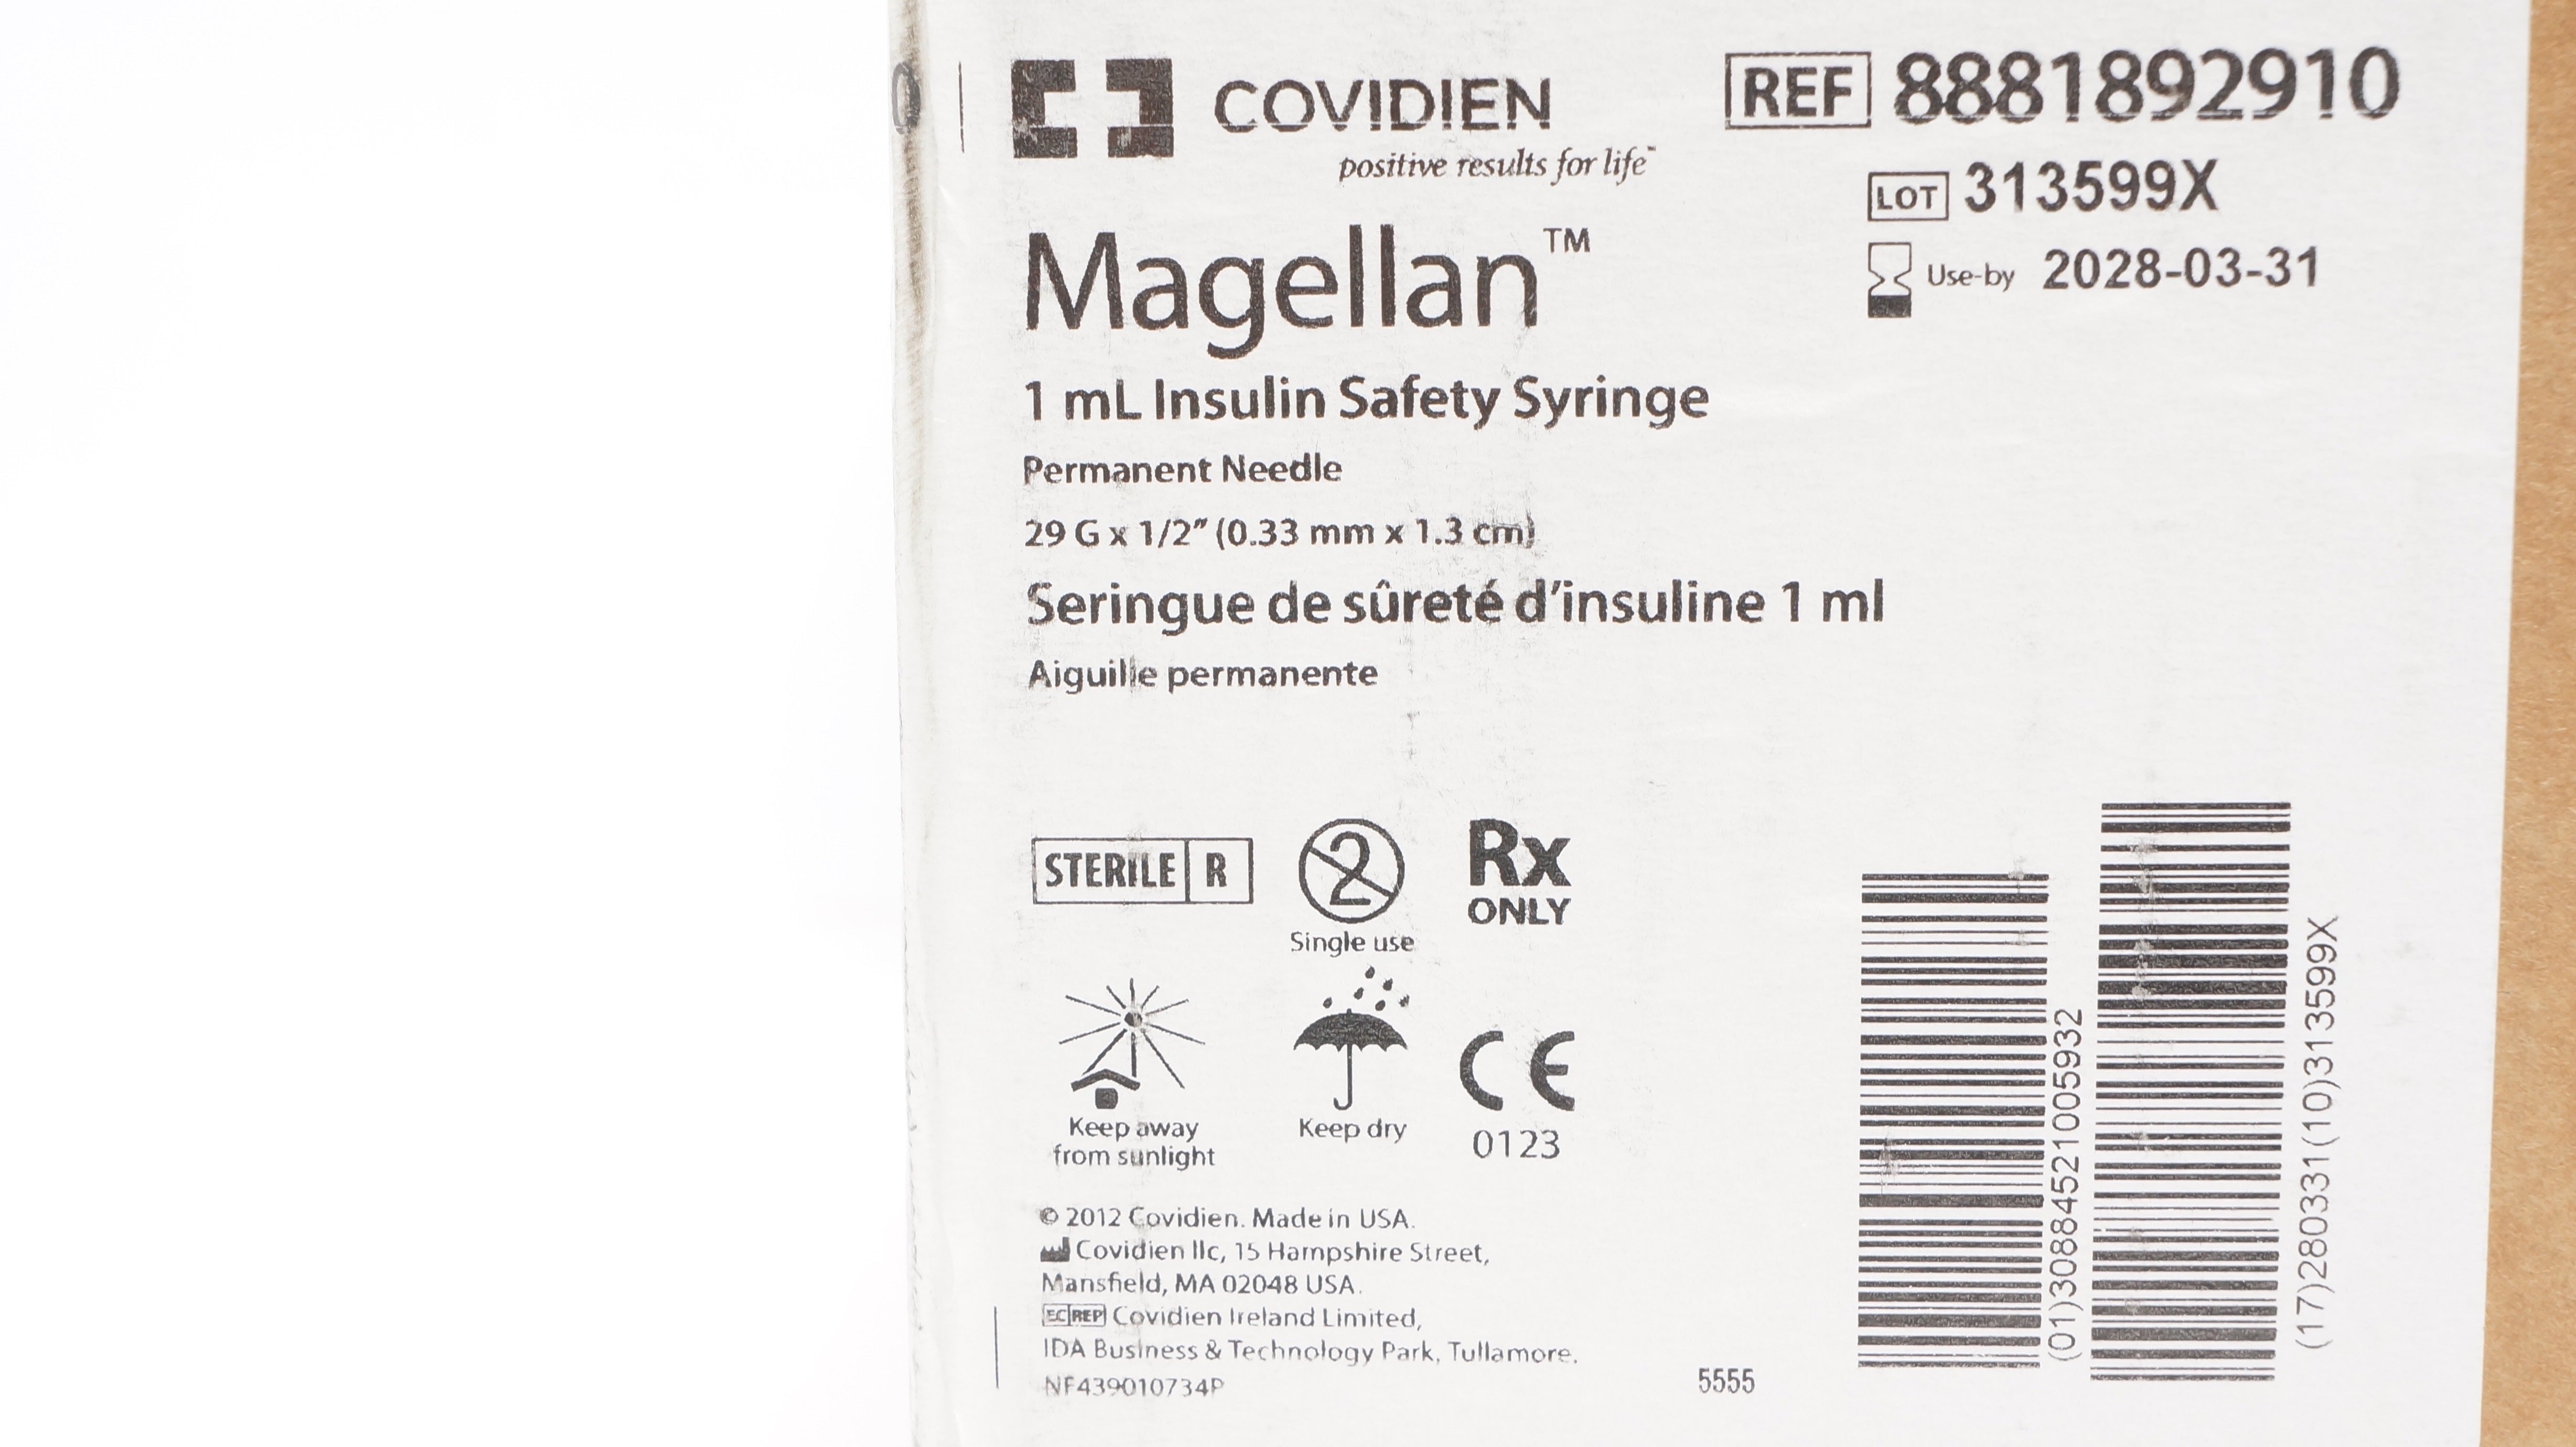 0
COVIDIEN
positive results for life™
REF 8881892910
LOT 313599X
Use-by 2028-03-31
Magellan™
1 mL Insulin Safety Syringe
Permanent Needle
29 G x 1/2" (0.33 mm x 1.3 cm)
Seringue de sûreté d'insuline 1 ml
Aiguille permanente
STERILE R
2
Single use
Rx
ONLY
Keep away
from sunlight
Keep dry
CE
0123
© 2012 Covidien. Made in USA.
Covidien llc, 15 Hampshire Street,
Mansfield, MA 02048 USA.
EC REP Covidien Ireland Limited,
IDA Business & Technology Park, Tullamore.
NF439010734P
5555
(01)30884521005932
(17)280331(10)313599X